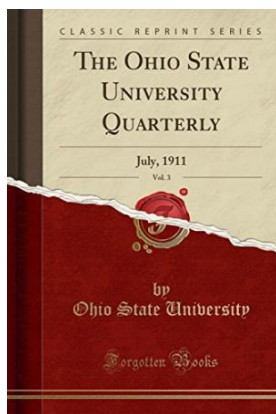 CLASSIC REPRINT SERIES
THE OHIO STATE
UNIVERSITY
QUARTERLY
July, 1911
Vol. 3
by
Ohio State University
Forgotten Books